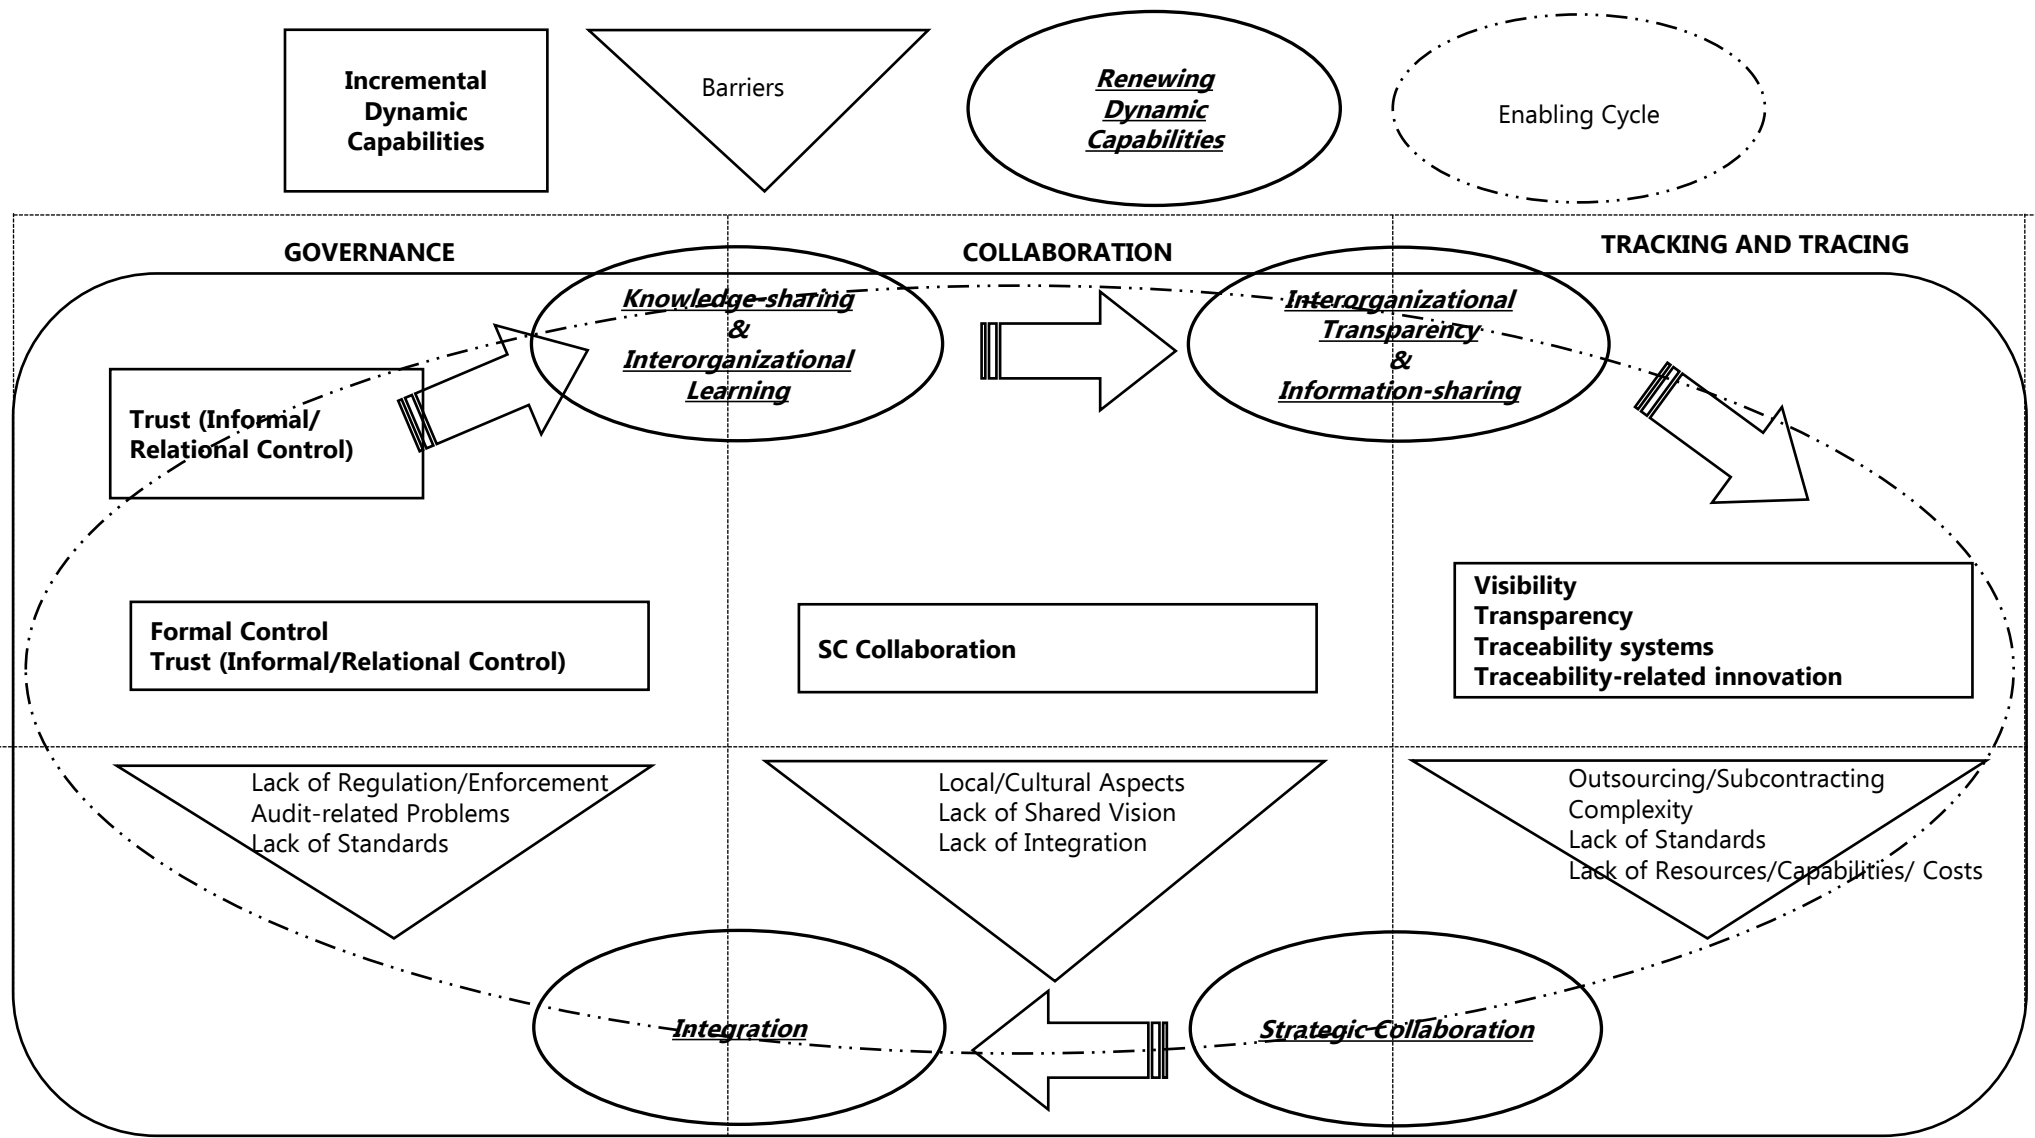 Incremental
Dynamic
Capabilities
Barriers
Renewing
Dynamic
Capabilities
Enabling Cycle
GOVERNANCE
COLLABORATION
TRACKING AND TRACING
Knowledge-sharing
&
Interorganizational
Learning
Interorganizational
Transparency
&
Information-sharing
Trust (Informal/
Relational Control)
Formal Control
Trust (Informal/Relational Control)
SC Collaboration
Visibility
Transparency
Traceability systems
Traceability-related innovation
Lack of Regulation/Enforcement
Audit-related Problems
Lack of Standards
Local/Cultural Aspects
Lack of Shared Vision
Lack of Integration
Outsourcing/Subcontracting
Complexity
Lack of Standards
Lack of Resources/Capabilities/ Costs
Integration
Strategic Collaboration